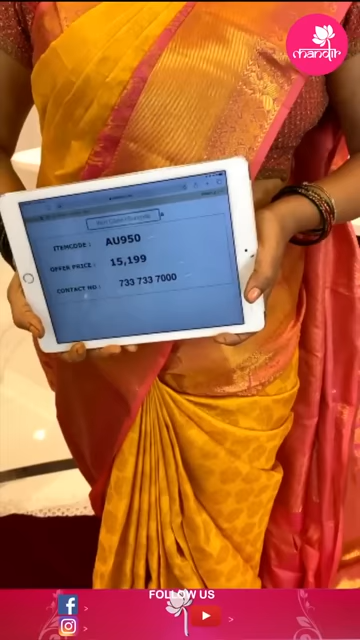 mandir
ITEMCODE : AU950
OFFER PRICE : 15,199
CONTACT NO : 733 733 7000
FOLLOW US